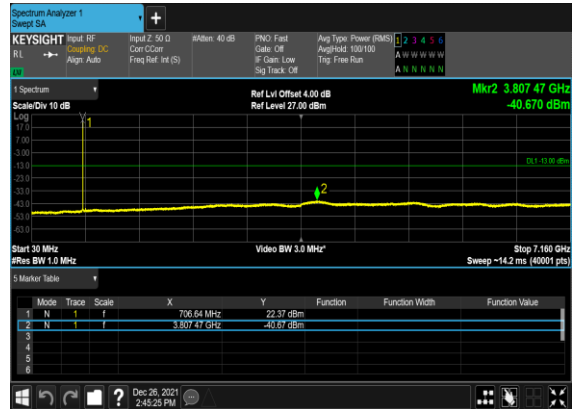 Spectrum Analyzer 1
Swept SA
+
KEYSIGHT Input: RF Input Z: 50 Ω #Atten: 40 dB PNO: Fast Avg Type: Power (RMS) 1 2 3 4 5 6
RL Coupling: DC Corr CCorr Gate: Off Avg|Hold: 100/100 A W W W W W
Align: Auto Freq Ref: Int (S) IF Gain: Low Trig: Free Run
Sig Track: Off A N N N N N
1 Spectrum Ref Lvl Offset 4.00 dB Mkr2 3.807 47 GHz
Scale/Div 10 dB Ref Level 27.00 dBm -40.670 dBm
Log
17.0
1
7.00
-3.00
-13.0
DL1 -13.00 dBm
-23.0
-33.0
2
-43.0
-53.0
-63.0
Start 30 MHz Video BW 3.0 MHz* Stop 7.160 GHz
#Res BW 1.0 MHz Sweep ~14.2 ms (40001 pts)
5 Marker Table
Mode Trace Scale X Y Function Function Width Function Value
1 N 1 f 706.64 MHz 22.37 dBm
2 N 1 f 3.807 47 GHz -40.67 dBm
3
4
5
6
? Dec 26, 2021
2:45:25 PM